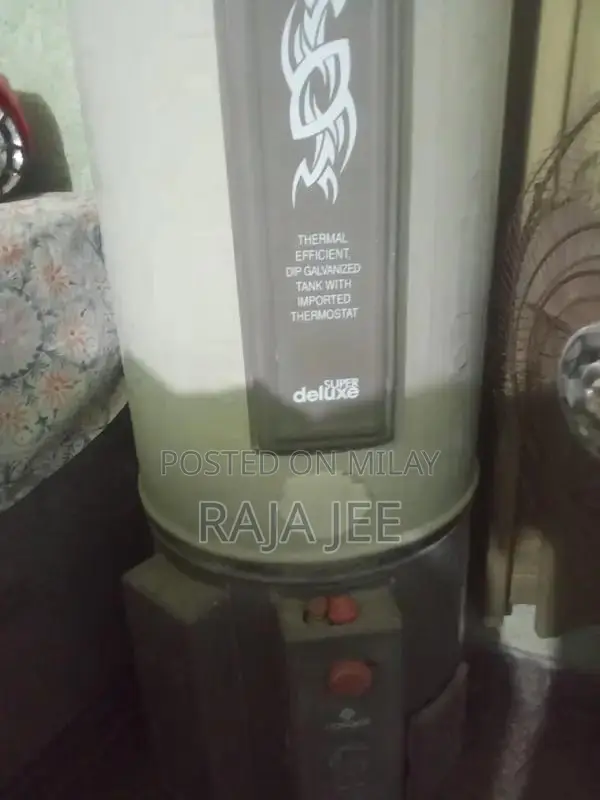 THERMAL
EFFICIENT,
DIP GALVANIZED
TANK WITH
IMPORTED
THERMOSTAT
SUPER
deluxe
POSTED ON MILAY
RAJA JEE